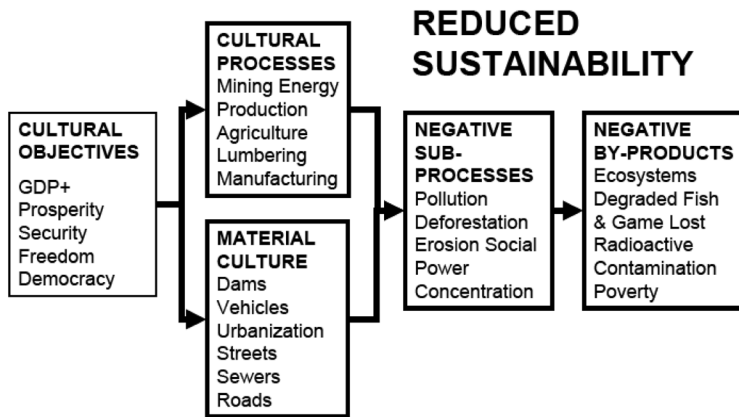 REDUCED
SUSTAINABILITY
CULTURAL
OBJECTIVES
GDP+
Prosperity
Security
Freedom
Democracy
CULTURAL
PROCESSES
Mining Energy
Production
Agriculture
Lumbering
Manufacturing
MATERIAL
CULTURE
Dams
Vehicles
Urbanization
Streets
Sewers
Roads
NEGATIVE
SUB-
PROCESSES
Pollution
Deforestation
Erosion Social
Power
Concentration
NEGATIVE
BY-PRODUCTS
Ecosystems
Degraded Fish
& Game Lost
Radioactive
Contamination
Poverty